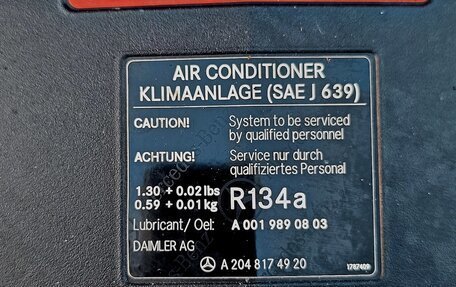 AIR CONDITIONER
KLIMAANLAGE (SAE J 639)
CAUTION! System to be serviced
by qualified personnel
ACHTUNG! Service nur durch
qualifiziertes Personal
1.30 + 0.02 lbs
0.59 + 0.01 kg R134a
Lubricant/ Oel: A 001 989 08 03
DAIMLER AG
A 204 817 49 20 1787409